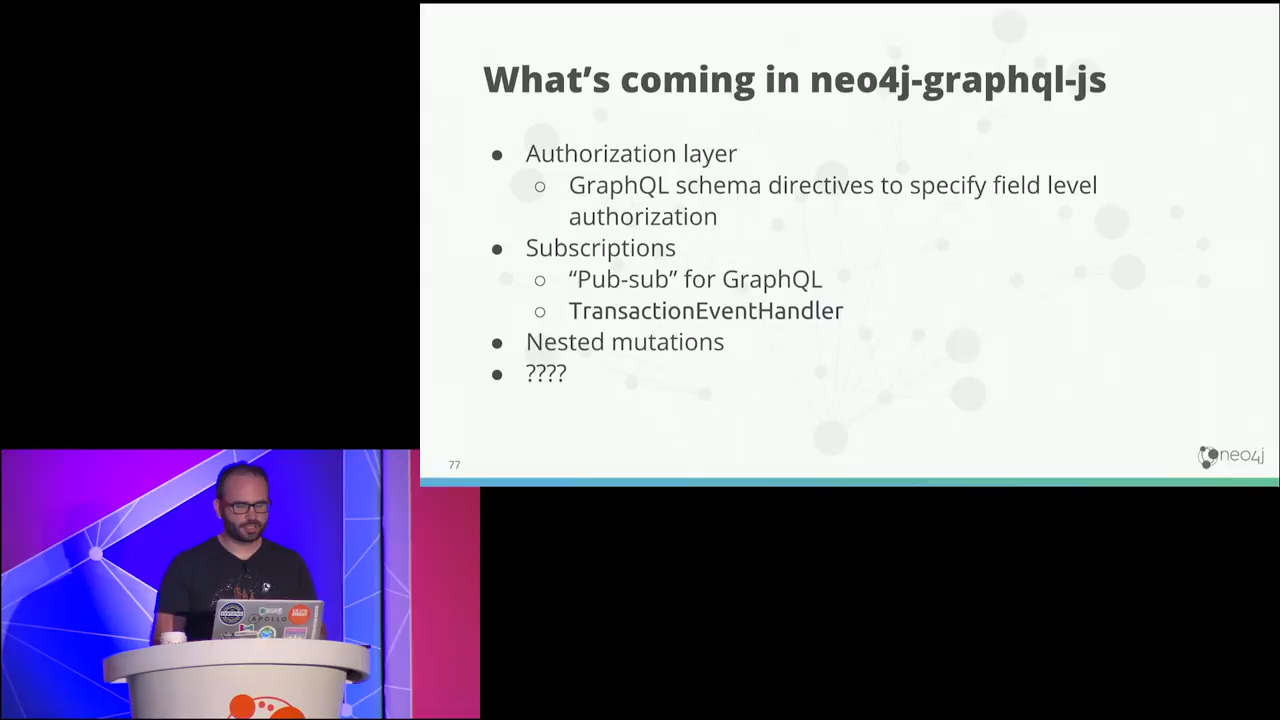 What’s coming in neo4j-graphql-js
● Authorization layer
○ GraphQL schema directives to specify field level
authorization
● Subscriptions
○ “Pub-sub” for GraphQL
○ TransactionEventHandler
● Nested mutations
● ????
77
neo4j
APOLLO